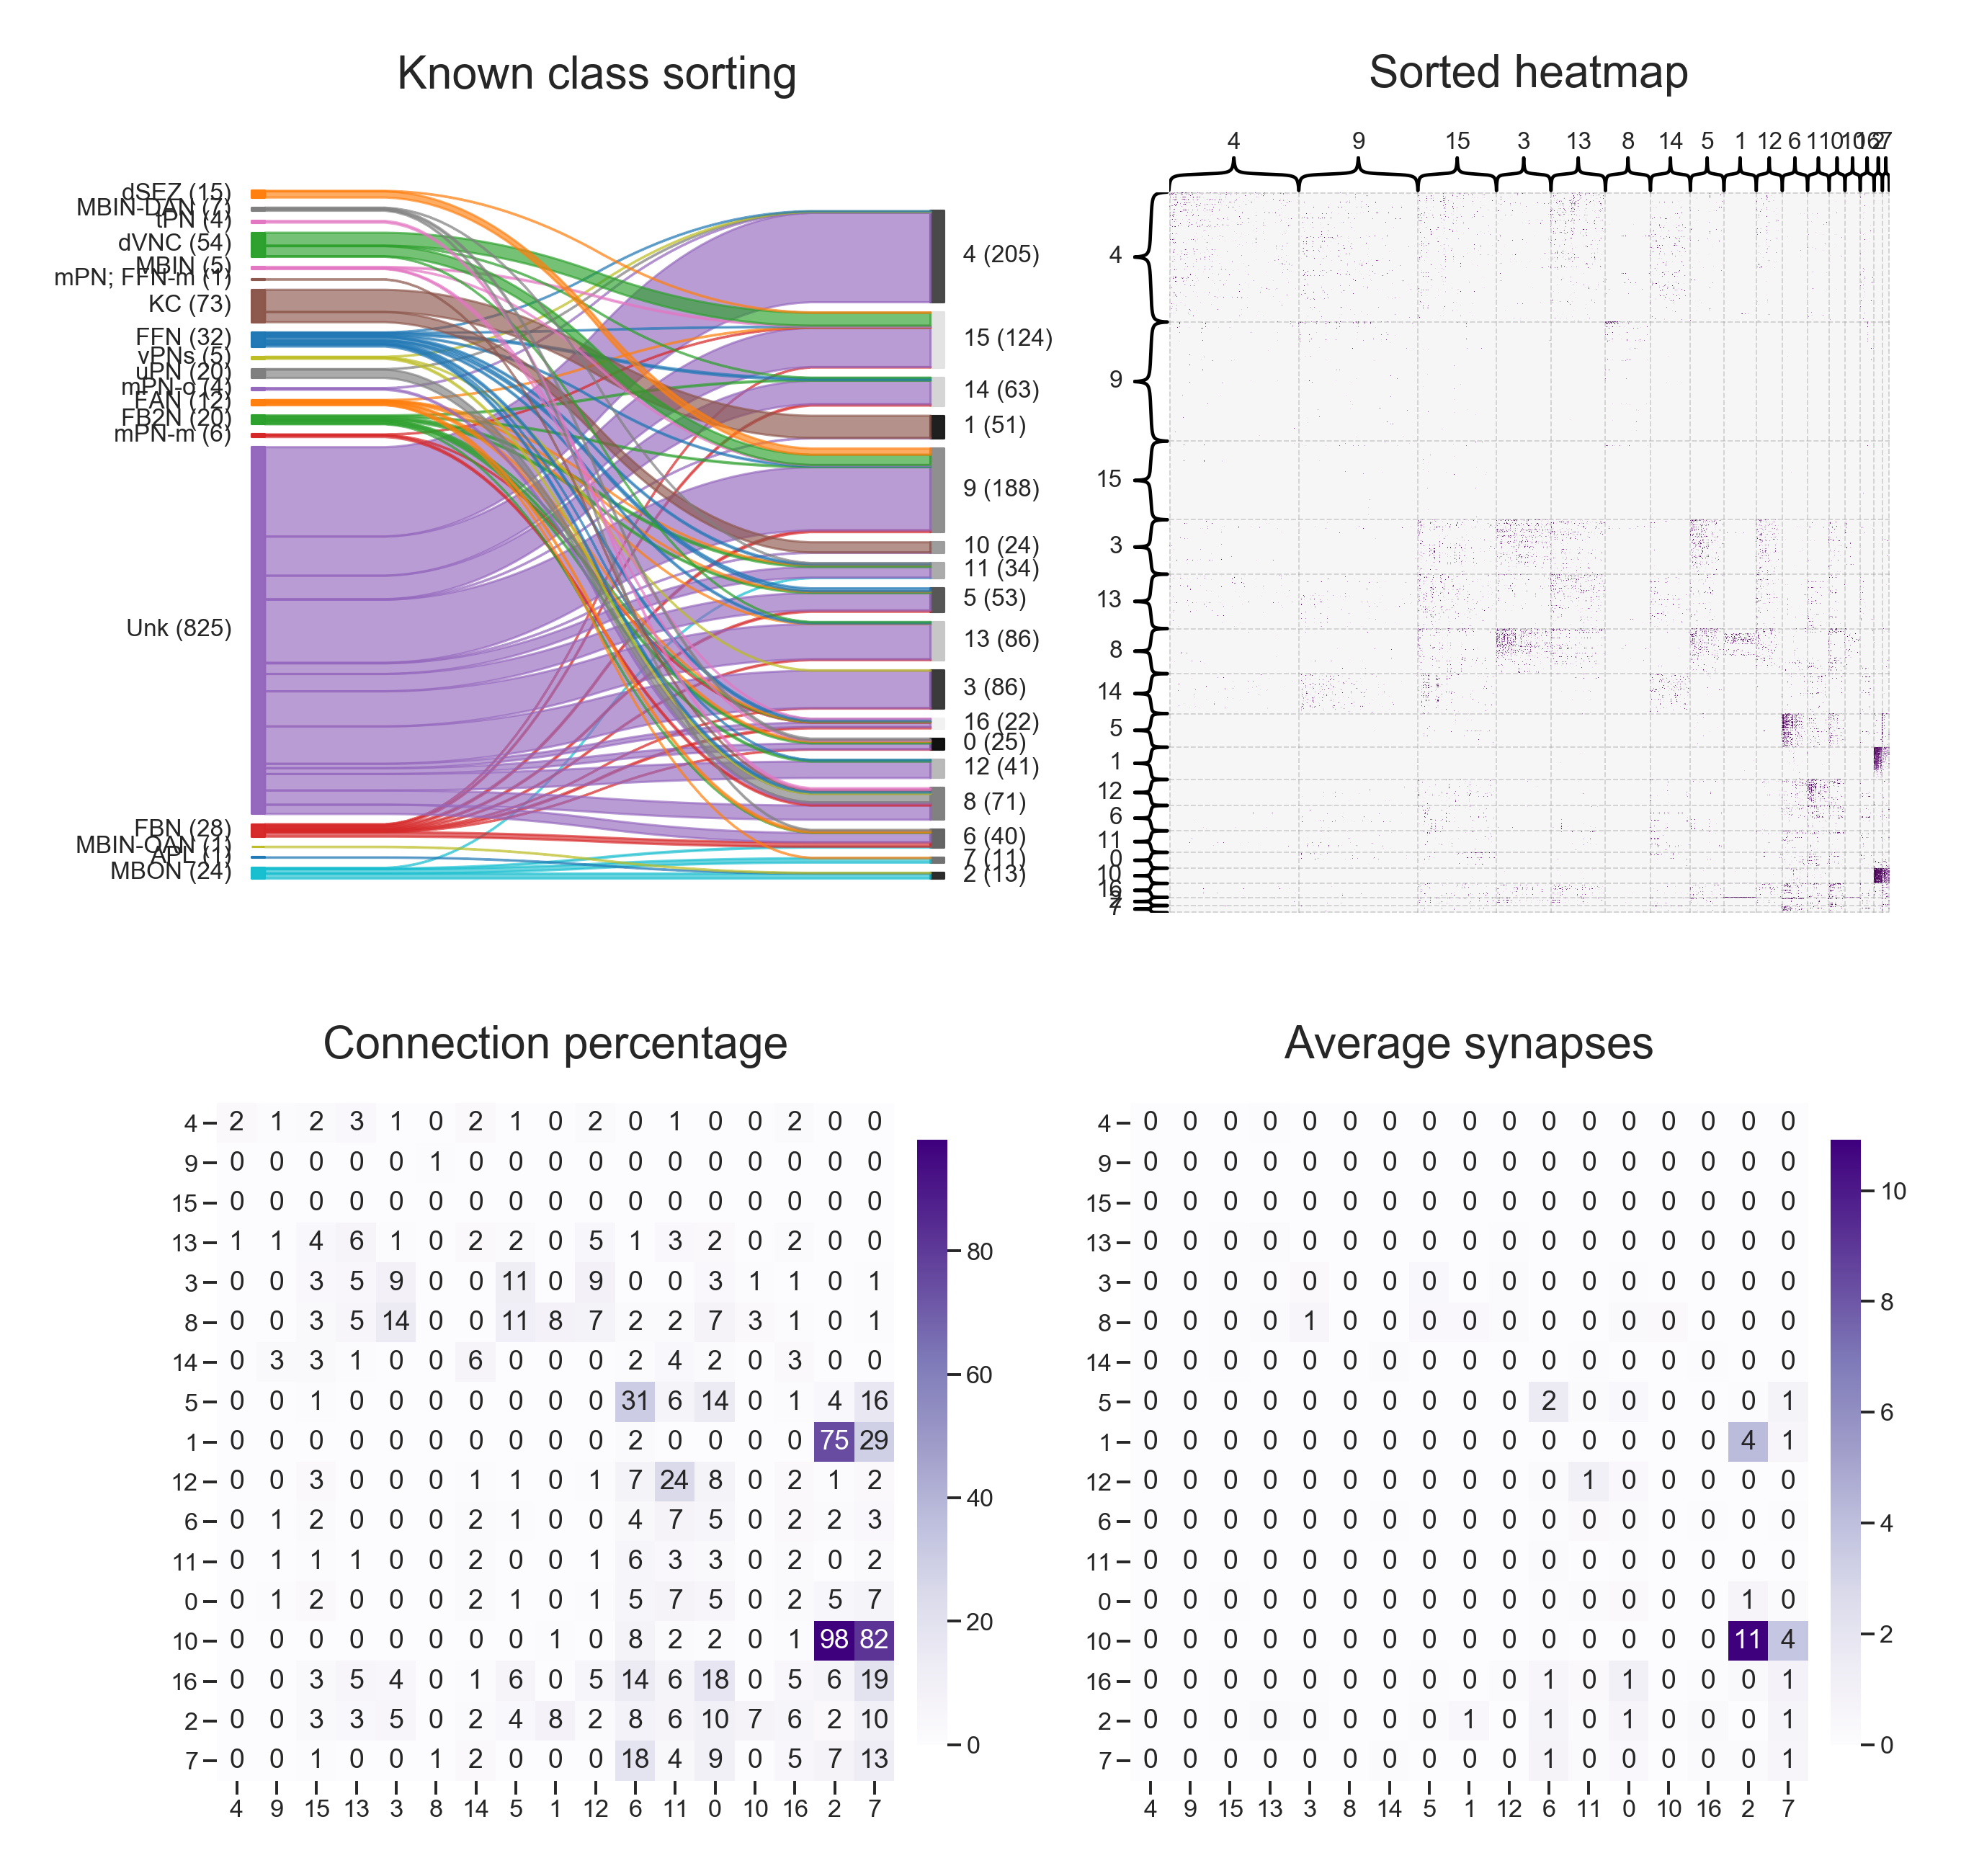 Known class sorting
dSEZ (15)
MBIN-DAN (7)
tPN (4)
dVNC (54)
MBIN (5)
mPN; FFN-m (1)
KC (73)
FFN (32)
vPNs (5)
uPN (20)
mPN-o (4)
FAN (12)
FB2N (20)
mPN-m (6)
Unk (825)
FBN (28)
MBIN-OAN (1)
APL (1)
MBON (24)
4 (205)
15 (124)
14 (63)
1 (51)
9 (188)
10 (24)
11 (34)
5 (53)
13 (86)
3 (86)
16 (22)
0 (25)
12 (41)
8 (71)
6 (40)
7 (11)
2 (13)
Sorted heatmap
4 9 15 3 13 8 14 5 1 12 6 11 0 10 16 2 7
4
9
15
3
13
8
14
5
1
12
6
11
0
10
16
2
7
Connection percentage
4 2 1 2 3 1 0 2 1 0 2 0 1 0 0 2 0 0
9 0 0 0 0 0 1 0 0 0 0 0 0 0 0 0 0 0
15 0 0 0 0 0 0 0 0 0 0 0 0 0 0 0 0 0
13 1 1 4 6 1 0 2 2 0 5 1 3 2 0 2 0 0
3 0 0 3 5 9 0 0 11 0 9 0 0 3 1 1 0 1
8 0 0 3 5 14 0 0 11 8 7 2 2 7 3 1 0 1
14 0 3 3 1 0 0 6 0 0 0 2 4 2 0 3 0 0
5 0 0 1 0 0 0 0 0 0 0 31 6 14 0 1 4 16
1 0 0 0 0 0 0 0 0 0 0 2 0 0 0 0 75 29
12 0 0 3 0 0 0 1 1 0 1 7 24 8 0 2 1 2
6 0 1 2 0 0 0 2 1 0 0 4 7 5 0 2 2 3
11 0 1 1 1 0 0 2 0 0 1 6 3 3 0 2 0 2
0 0 1 2 0 0 0 2 1 0 1 5 7 5 0 2 5 7
10 0 0 0 0 0 0 0 0 1 0 8 2 2 0 1 98 82
16 0 0 3 5 4 0 1 6 0 5 14 6 18 0 5 6 19
2 0 0 3 3 5 0 2 4 8 2 8 6 10 7 6 2 10
7 0 0 1 0 0 1 2 0 0 0 18 4 9 0 5 7 13
4 9 15 13 3 8 14 5 1 12 6 11 0 10 16 2 7
80
60
40
20
0
Average synapses
4 0 0 0 0 0 0 0 0 0 0 0 0 0 0 0 0 0
9 0 0 0 0 0 0 0 0 0 0 0 0 0 0 0 0 0
15 0 0 0 0 0 0 0 0 0 0 0 0 0 0 0 0 0
13 0 0 0 0 0 0 0 0 0 0 0 0 0 0 0 0 0
3 0 0 0 0 0 0 0 0 0 0 0 0 0 0 0 0 0
8 0 0 0 0 1 0 0 0 0 0 0 0 0 0 0 0 0
14 0 0 0 0 0 0 0 0 0 0 0 0 0 0 0 0 0
5 0 0 0 0 0 0 0 0 0 0 2 0 0 0 0 0 1
1 0 0 0 0 0 0 0 0 0 0 0 0 0 0 0 4 1
12 0 0 0 0 0 0 0 0 0 0 0 1 0 0 0 0 0
6 0 0 0 0 0 0 0 0 0 0 0 0 0 0 0 0 0
11 0 0 0 0 0 0 0 0 0 0 0 0 0 0 0 0 0
0 0 0 0 0 0 0 0 0 0 0 0 0 0 0 0 1 0
10 0 0 0 0 0 0 0 0 0 0 0 0 0 0 0 11 4
16 0 0 0 0 0 0 0 0 0 0 1 0 1 0 0 0 1
2 0 0 0 0 0 0 0 0 1 0 1 0 1 0 0 0 1
7 0 0 0 0 0 0 0 0 0 0 1 0 0 0 0 0 1
4 9 15 13 3 8 14 5 1 12 6 11 0 10 16 2 7
10
8
6
4
2
0